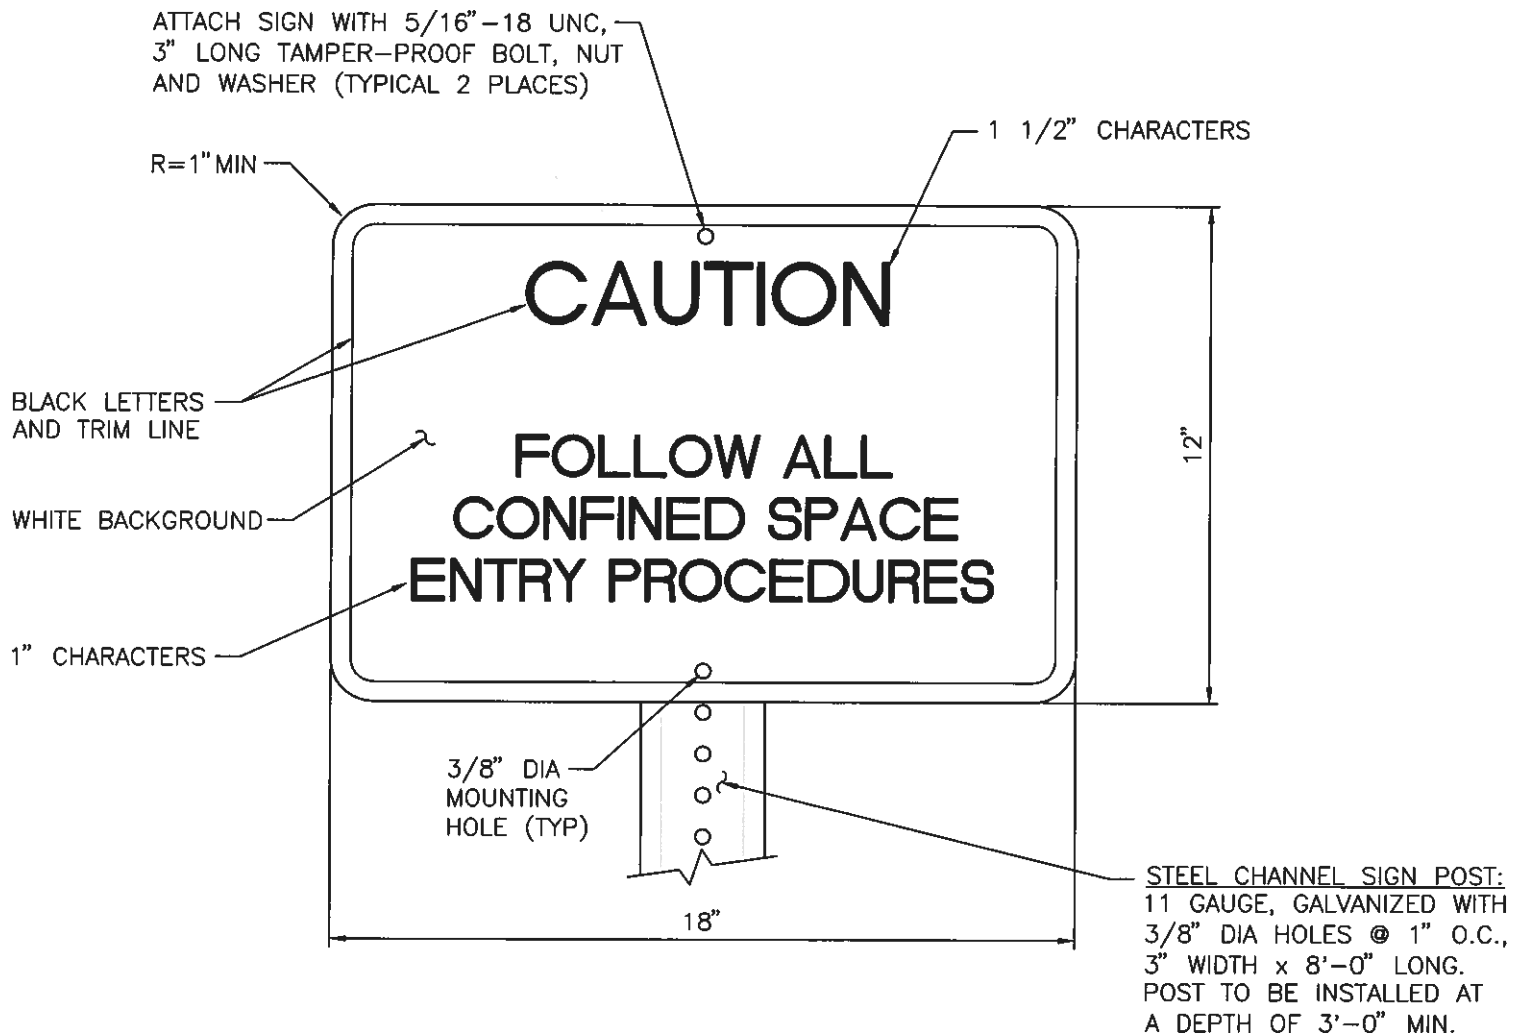 ATTACH SIGN WITH 5/16"-18 UNC,
3" LONG TAMPER-PROOF BOLT, NUT
AND WASHER (TYPICAL 2 PLACES)
1 1/2" CHARACTERS
R=1" MIN
CAUTION
BLACK LETTERS
AND TRIM LINE
12"
FOLLOW ALL
CONFINED SPACE
ENTRY PROCEDURES
WHITE BACKGROUND
1" CHARACTERS
3/8" DIA
MOUNTING
HOLE (TYP)
18"
STEEL CHANNEL SIGN POST:
11 GAUGE, GALVANIZED WITH
3/8" DIA HOLES @ 1" O.C.,
3" WIDTH x 8'-0" LONG.
POST TO BE INSTALLED AT
A DEPTH OF 3'-0" MIN.